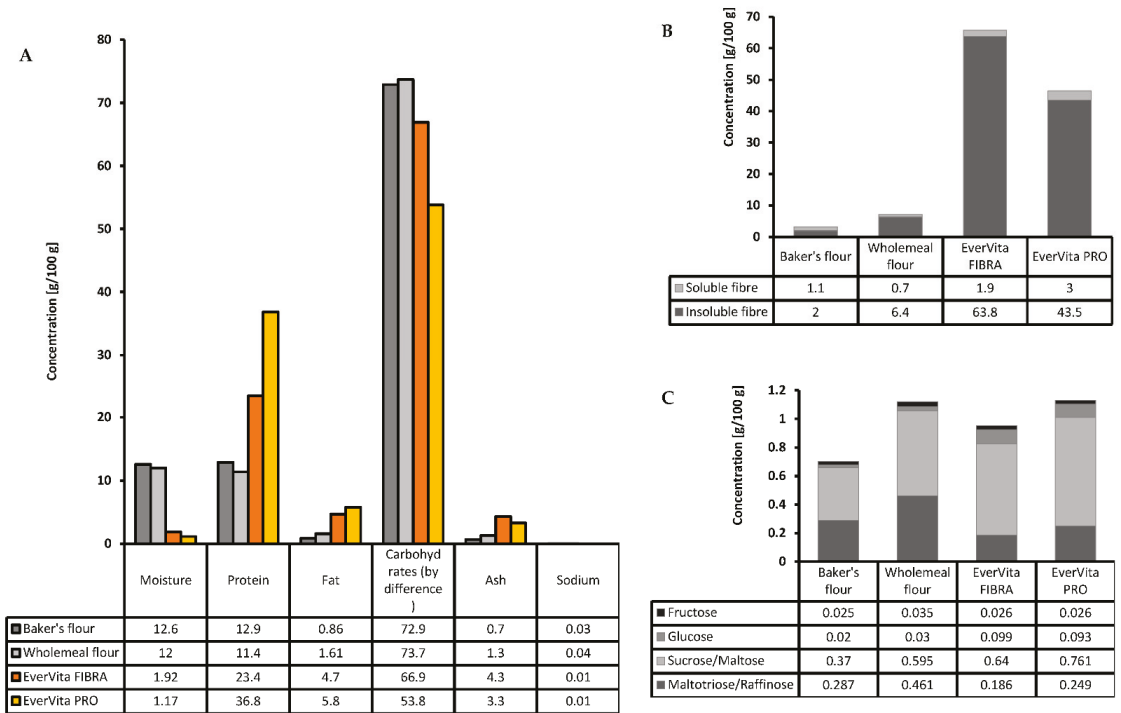 A
Concentration [g/100 g]
80
70
60
50
40
30
20
10
0
Moisture Protein Fat Carbohyd Ash Sodium
rates (by
difference
)
Baker's flour 12.6 12.9 0.86 72.9 0.7 0.03
Wholemeal flour 12 11.4 1.61 73.7 1.3 0.04
EverVita FIBRA 1.92 23.4 4.7 66.9 4.3 0.01
EverVita PRO 1.17 36.8 5.8 53.8 3.3 0.01
B
Concentration [g/100 g]
70
60
50
40
30
20
10
0
Baker's flour Wholemeal EverVita EverVita PRO
flour FIBRA
Soluble fibre 1.1 0.7 1.9 3
Insoluble fibre 2 6.4 63.8 43.5
C
Concentration [g/100 g]
1.2
1
0.8
0.6
0.4
0.2
0
Baker's Wholemeal EverVita EverVita
flour flour FIBRA PRO
Fructose 0.025 0.035 0.026 0.026
Glucose 0.02 0.03 0.099 0.093
Sucrose/Maltose 0.37 0.595 0.64 0.761
Maltotriose/Raffinose 0.287 0.461 0.186 0.249